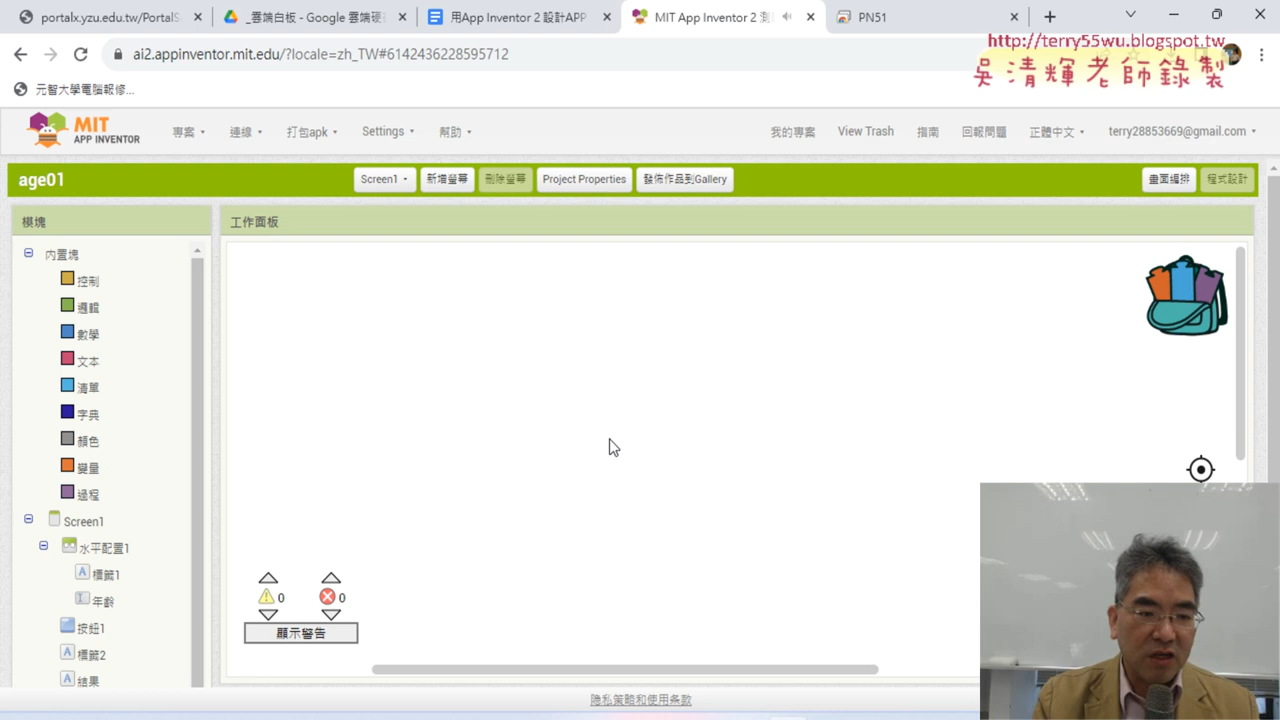 portalx.yzu.edu.tw/PortalS
_雲端白板 - Google 雲端硬
用App Inventor 2 設計APP
MIT App Inventor 2 測
PN51
ai2.appinventor.mit.edu/?locale=zh_TW#6142436228595712
http://terry55wu.blogspot.tw
吳清輝老師錄製
元智大學電腦報修...
MIT
APP INVENTOR
專案
連線
打包apk
Settings
幫助
我的專案
View Trash
指南
回報問題
正體中文
terry28853669@gmail.com
age01
Screen1
新增螢幕
刪除螢幕
Project Properties
發佈作品到Gallery
畫面編排
程式設計
模塊
工作面板
內置塊
控制
邏輯
數學
文本
清單
字典
顏色
變量
過程
Screen1
水平配置1
標籤1
年齡
按鈕1
標籤2
結果
0
0
顯示警告
隐私策略和使用条款